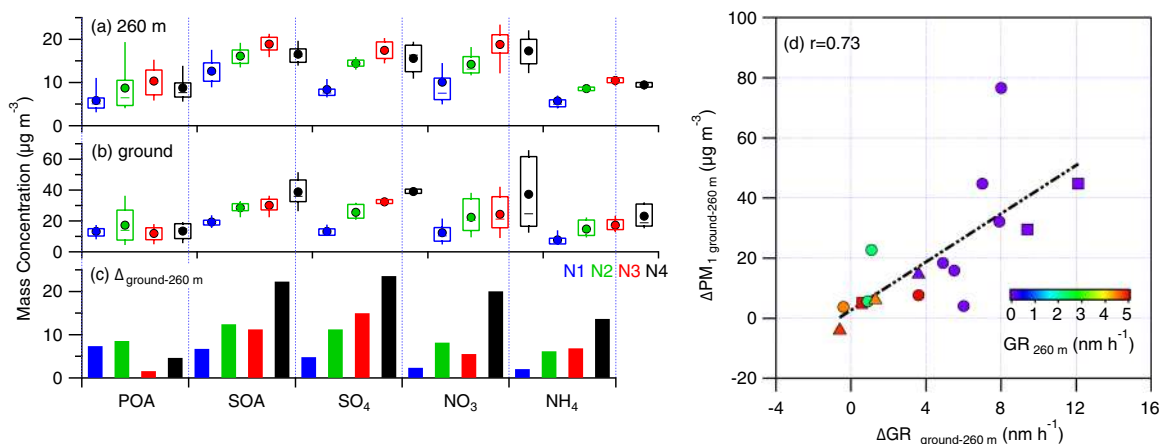 (a) 260 m
20
10
0
(b) ground
60
40
20
0
(c) Δground-260 m
N1 N2 N3 N4
20
10
0
Mass Concentration (µg m-3)
POA SOA SO4 NO3 NH4
(d) r=0.73
100
80
60
40
20
0
-20
ΔPM1 ground-260 m (µg m-3)
0 1 2 3 4 5
GR 260 m (nm h-1)
-4 0 4 8 12 16
ΔGR ground-260 m (nm h-1)